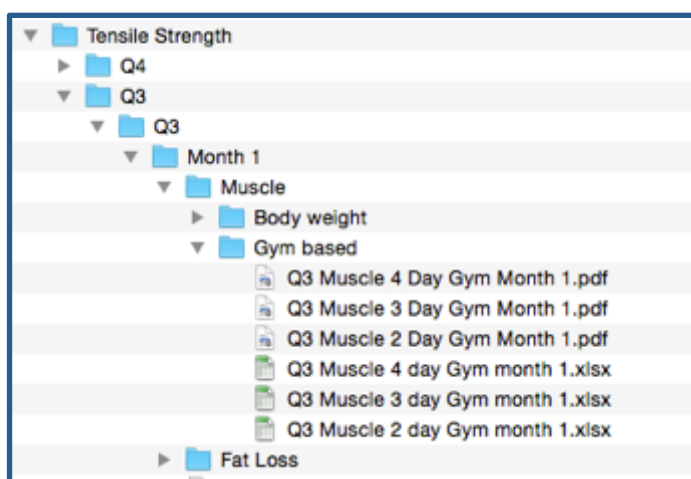 Tensile Strength
Q4
Q3
Q3
Month 1
Muscle
Body weight
Gym based
Q3 Muscle 4 Day Gym Month 1.pdf
Q3 Muscle 3 Day Gym Month 1.pdf
Q3 Muscle 2 Day Gym Month 1.pdf
Q3 Muscle 4 day Gym month 1.xlsx
Q3 Muscle 3 day Gym month 1.xlsx
Q3 Muscle 2 day Gym month 1.xlsx
Fat Loss